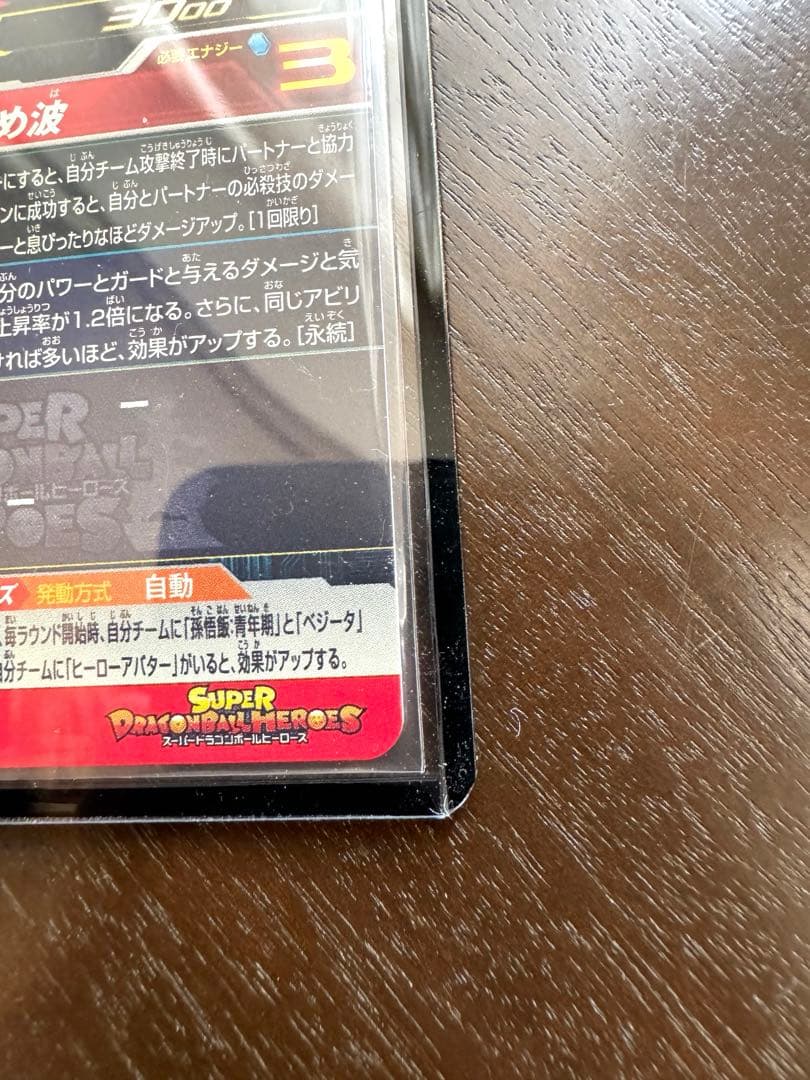 3000
必要エナジー 3
め波
にすると、自分チーム攻撃終了時にパートナーと協力
ンに成功すると、自分とパートナーの必殺技のダメー
ーと息ぴったりなほどダメージアップ。[1回限り]
分のパワーとガードと与えるダメージと気
上昇率が1.2倍になる。さらに、同じアビリ
ければ多いほど、効果がアップする。[永続]
PER
ONBALL
ールヒーローズ
OES
ズ 発動方式 自動
毎ラウンド開始時、自分チームに「孫悟飯:青年期」と「ベジータ」
自分チームに「ヒーローアバター」がいると、効果がアップする。
SUPER
DRAGONBALL HEROES
スーパードラゴンボールヒーローズ